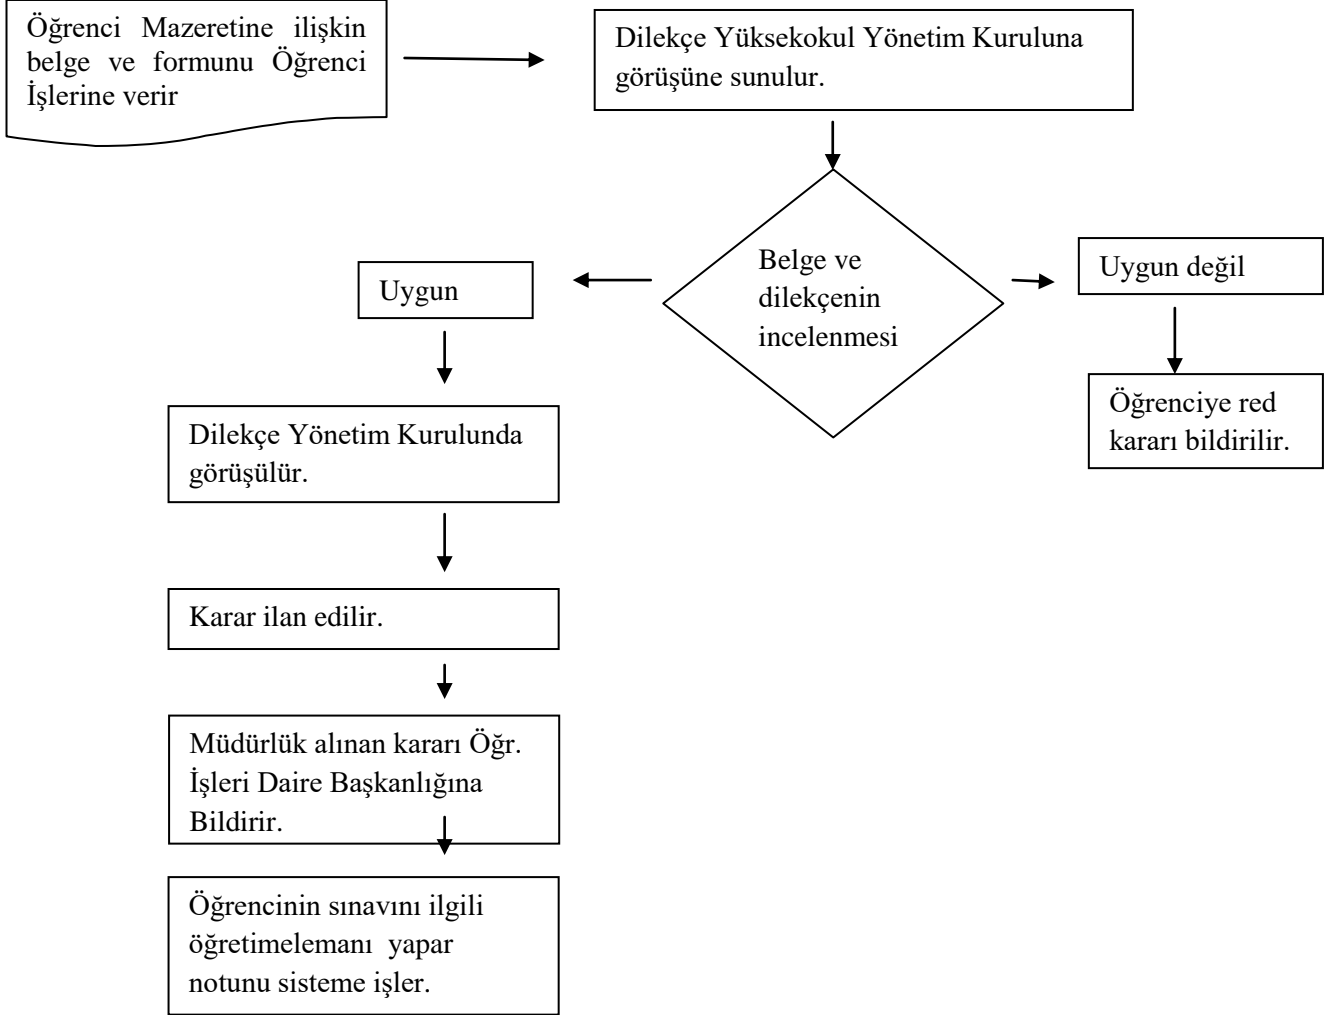 Öğrenci Mazeretine ilişkin
belge ve formunu Öğrenci
İşlerine verir
Dilekçe Yüksekokul Yönetim Kuruluna
görüşüne sunulur.
Belge ve
dilekçenin
incelenmesi
Uygun
Uygun değil
Öğrenciye red
kararı bildirilir.
Dilekçe Yönetim Kurulunda
görüşülür.
Karar ilan edilir.
Müdürlük alınan kararı Öğr.
İşleri Daire Başkanlığına
Bildirir.
Öğrencinin sınavını ilgili
öğretimelemanı yapar
notunu sisteme işler.